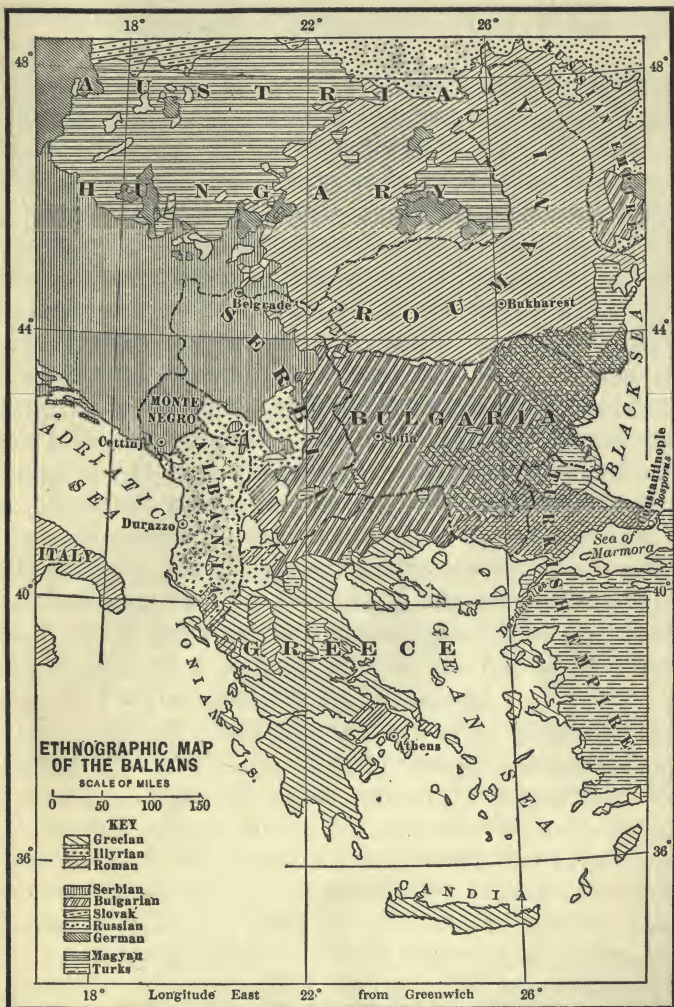 18° 22° 26°
48° 48°
AUSTRIA
HUNGARY
RUSSIAN EMPIRE
ROUMANIA
Belgrade
Bukharest
SERBIA
44° 44°
MONTE
NEGRO
BULGARIA
Sofia
BLACK SEA
Cettinje
ADRIATIC
SEA
ALBANIA
Durazzo
TURKISH EMPIRE
Constantinople
Bosporus
Sea of
Marmora
ITALY
Dardanelles
40° 40°
GREECE
ÆGEAN SEA
IONIAN IS.
Athens
ETHNOGRAPHIC MAP
OF THE BALKANS
SCALE OF MILES
0 50 100 150
KEY
Grecian
Illyrian
Roman
Serbian
Bulgarian
Slovak
Russian
German
Magyan
Turks
36° 36°
CANDIA
18° Longitude East 22° from Greenwich 26°